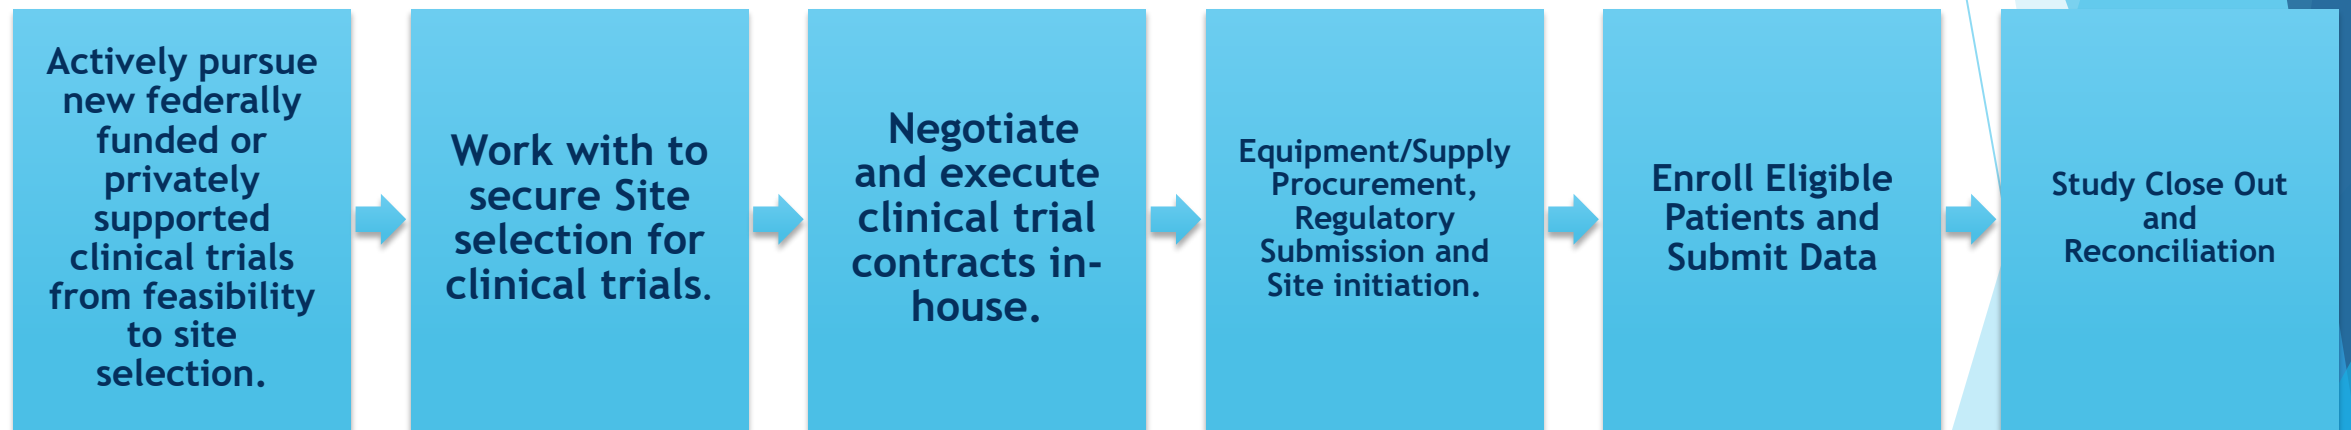 Actively pursue
new federally
funded or
privately
supported
clinical trials
from feasibility
to site
selection.
Work with to
secure Site
selection for
clinical trials.
Negotiate
and execute
clinical trial
contracts in-
house.
Equipment/Supply
Procurement,
Regulatory
Submission and
Site initiation.
Enroll Eligible
Patients and
Submit Data
Study Close Out
and
Reconciliation